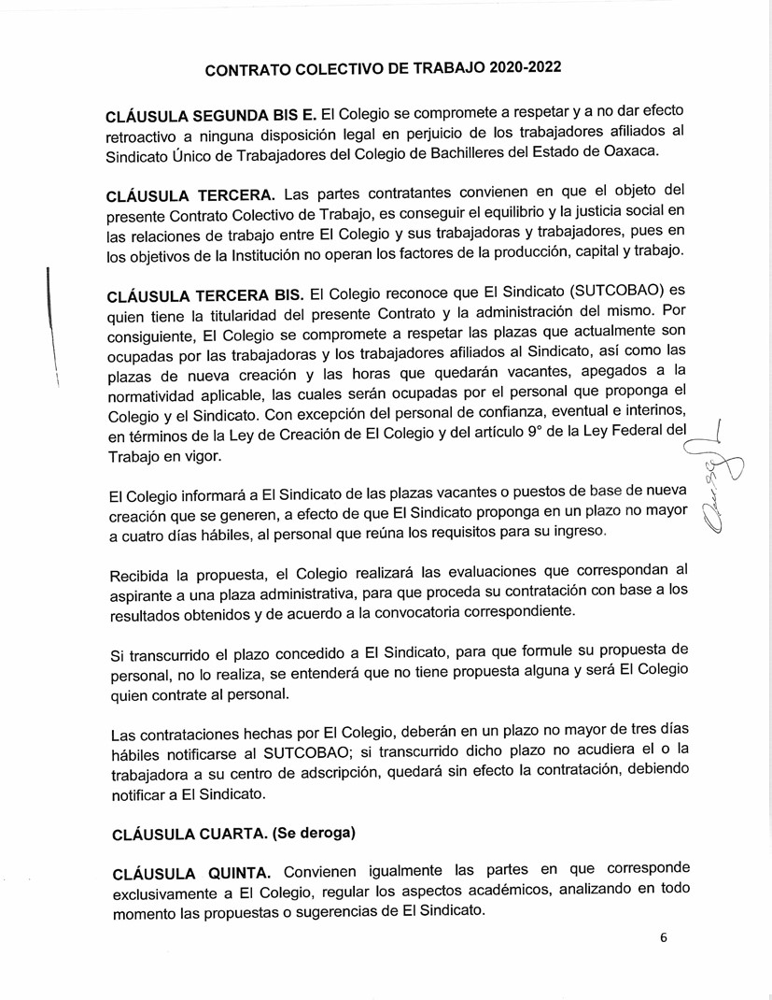 CONTRATO COLECTIVO DE TRABAJO 2020-2022
CLÁUSULA SEGUNDA BIS E. El Colegio se compromete a respetar y a no dar efecto
retroactivo a ninguna disposición legal en perjuicio de los trabajadores afiliados al
Sindicato Único de Trabajadores del Colegio de Bachilleres del Estado de Oaxaca.
CLÁUSULA TERCERA. Las partes contratantes convienen en que el objeto del
presente Contrato Colectivo de Trabajo, es conseguir el equilibrio y la justicia social en
las relaciones de trabajo entre El Colegio y sus trabajadoras y trabajadores, pues en
los objetivos de la Institución no operan los factores de la producción, capital y trabajo.
CLÁUSULA TERCERA BIS. El Colegio reconoce que El Sindicato (SUTCOBAO) es
quien tiene la titularidad del presente Contrato y la administración del mismo. Por
consiguiente, El Colegio se compromete a respetar las plazas que actualmente son
ocupadas por las trabajadoras y los trabajadores afiliados al Sindicato, así como las
plazas de nueva creación y las horas que quedarán vacantes, apegados a la
normatividad aplicable, las cuales serán ocupadas por el personal que proponga el
Colegio y el Sindicato. Con excepción del personal de confianza, eventual e interinos,
en términos de la Ley de Creación de El Colegio y del artículo 9° de la Ley Federal del
Trabajo en vigor.
El Colegio informará a El Sindicato de las plazas vacantes o puestos de base de nueva
creación que se generen, a efecto de que El Sindicato proponga en un plazo no mayor
a cuatro días hábiles, al personal que reúna los requisitos para su ingreso.
Recibida la propuesta, el Colegio realizará las evaluaciones que correspondan al
aspirante a una plaza administrativa, para que proceda su contratación con base a los
resultados obtenidos y de acuerdo a la convocatoria correspondiente.
Si transcurrido el plazo concedido a El Sindicato, para que formule su propuesta de
personal, no lo realiza, se entenderá que no tiene propuesta alguna y será El Colegio
quien contrate al personal.
Las contrataciones hechas por El Colegio, deberán en un plazo no mayor de tres días
hábiles notificarse al SUTCOBAO; si transcurrido dicho plazo no acudiera el o la
trabajadora a su centro de adscripción, quedará sin efecto la contratación, debiendo
notificar a El Sindicato.
CLÁUSULA CUARTA. (Se deroga)
CLÁUSULA QUINTA. Convienen igualmente las partes en que corresponde
exclusivamente a El Colegio, regular los aspectos académicos, analizando en todo
momento las propuestas o sugerencias de El Sindicato.
6